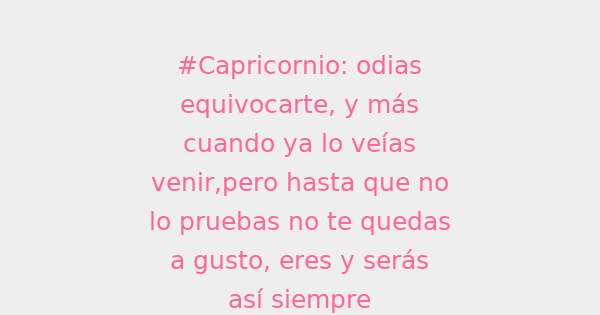 #Capricornio: odias
equivocarte, y más
cuando ya lo veías
venir,pero hasta que no
lo pruebas no te quedas
a gusto, eres y serás
así siempre